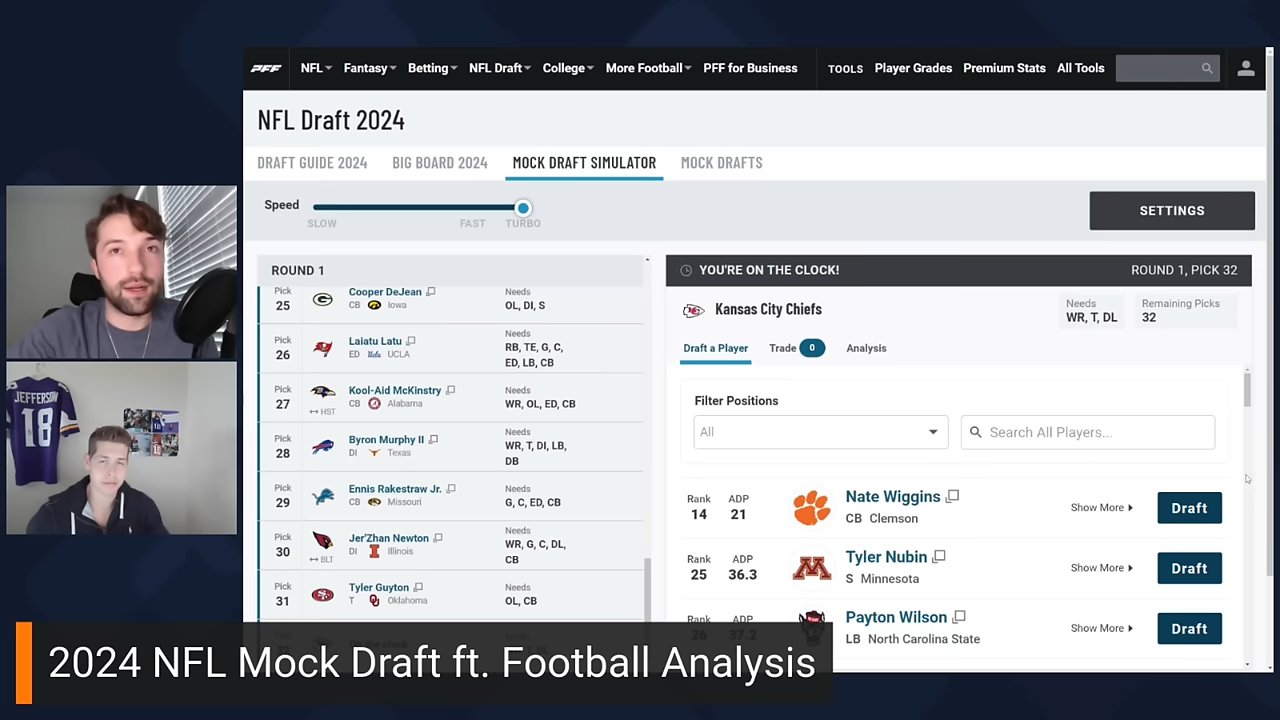 PFF NFL Fantasy Betting NFL Draft College More Football PFF for Business TOOLS Player Grades Premium Stats All Tools
NFL Draft 2024
DRAFT GUIDE 2024 BIG BOARD 2024 MOCK DRAFT SIMULATOR MOCK DRAFTS
Speed
SLOW FAST TURBO
SETTINGS
JEFFERSON
18
ROUND 1
Pick 25 Cooper DeJean CB Iowa Needs OL, DI, S
Pick 26 Laiatu Latu ED UCLA Needs RB, TE, G, C,
ED, LB, CB
Pick 27 HST Kool-Aid McKinstry CB Alabama Needs WR, OL, ED, CB
Pick 28 Byron Murphy II DI Texas Needs WR, T, DI, LB,
DB
Pick 29 Ennis Rakestraw Jr. CB Missouri Needs G, C, ED, CB
Pick 30 BLT Jer'Zhan Newton DI Illinois Needs WR, G, C, DL,
CB
Pick 31 Tyler Guyton T Oklahoma Needs OL, CB
YOU'RE ON THE CLOCK! ROUND 1, PICK 32
Kansas City Chiefs
Needs
WR, T, DL
Remaining Picks
32
Draft a Player Trade 0 Analysis
Filter Positions
All Search All Players...
Rank 14 ADP 21 Nate Wiggins CB Clemson Show More Draft
Rank 25 ADP 36.3 Tyler Nubin S Minnesota Show More Draft
Rank 26 ADP 37.2 Payton Wilson LB North Carolina State Show More Draft
2024 NFL Mock Draft ft. Football Analysis